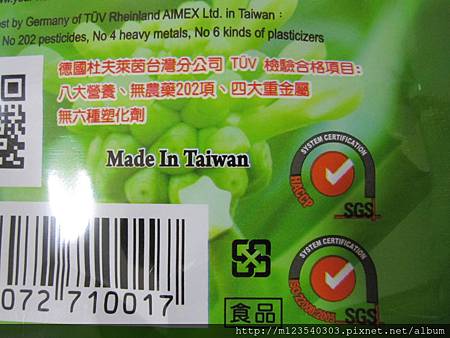 est by Germany of TÜV Rheinland AIMEX Ltd. in Taiwan：
No 202 pesticides, No 4 heavy metals, No 6 kinds of plasticizers
德國杜夫萊茵台灣分公司 TÜV 檢驗合格項目:
八大營養、無農藥202項、四大重金屬
無六種塑化劑
Made In Taiwan
SYSTEM CERTIFICATION
HACCP
SGS
072 710017
食品
SYSTEM CERTIFICATION
ISO 22000:2005
SGS
http://m123540303.pixnet.net/album